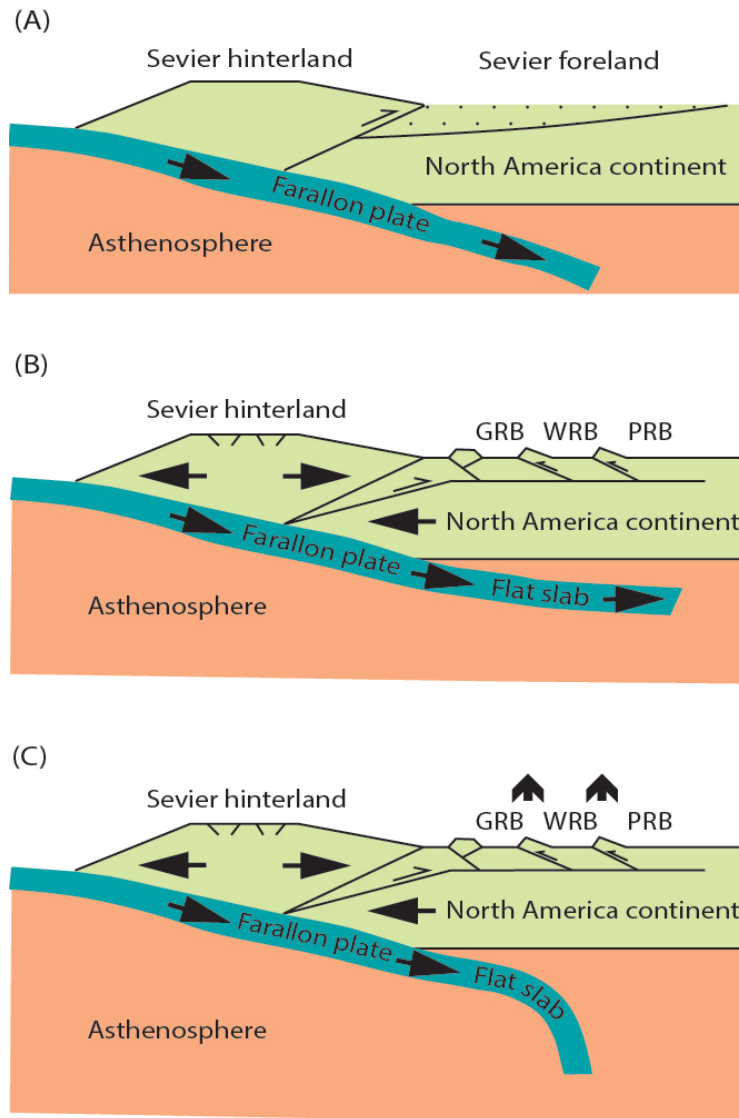 (A)
Sevier hinterland Sevier foreland
North America continent
Farallon plate
Asthenosphere
(B)
Sevier hinterland
GRB WRB PRB
North America continent
Farallon plate
Flat slab
Asthenosphere
(C)
Sevier hinterland
GRB WRB PRB
North America continent
Farallon plate
Flat slab
Asthenosphere